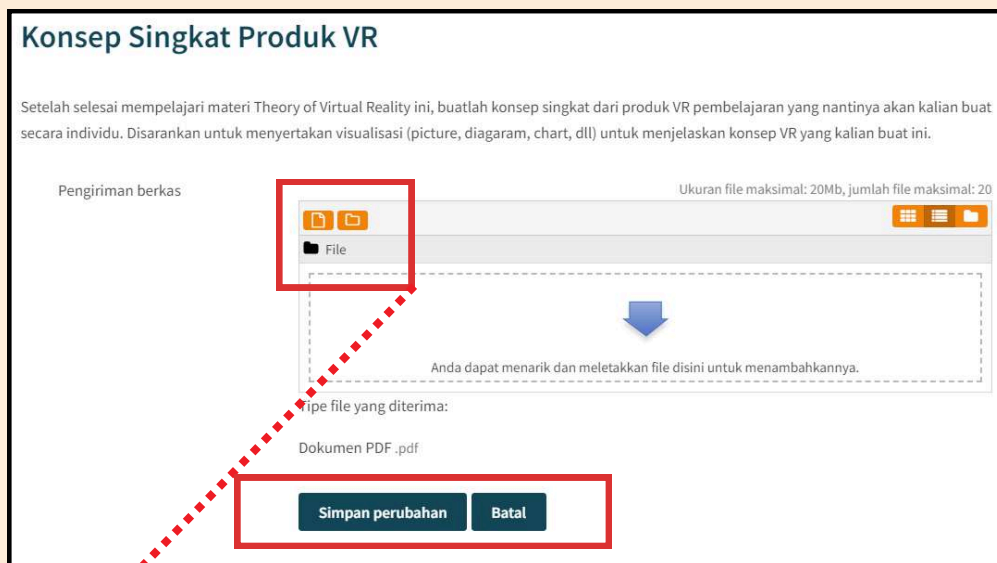 Konsep Singkat Produk VR
Setelah selesai mempelajari materi Theory of Virtual Reality ini, buatlah konsep singkat dari produk VR pembelajaran yang nantinya akan kalian buat
secara individu. Disarankan untuk menyertakan visualisasi (picture, diagaram, chart, dll) untuk menjelaskan konsep VR yang kalian buat ini.
Pengiriman berkas
Ukuran file maksimal: 20Mb, jumlah file maksimal: 20
File
Anda dapat menarik dan meletakkan file disini untuk menambahkannya.
Tipe file yang diterima:
Dokumen PDF .pdf
Simpan perubahan Batal